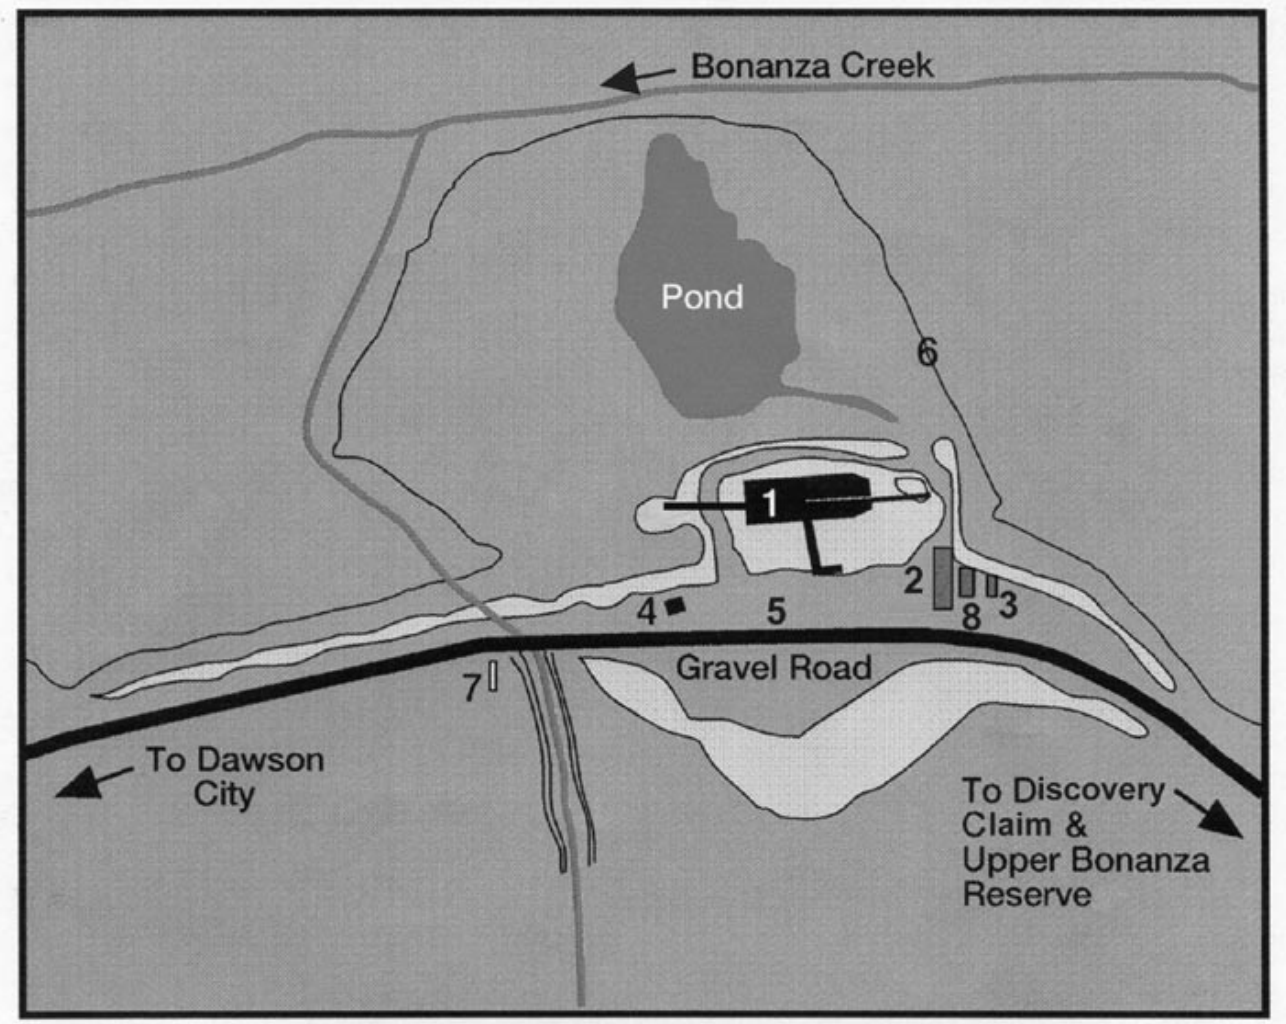 Bonanza Creek
Pond
6
1
2
8
3
4
5
Gravel Road
7
To Dawson
City
To Discovery
Claim &
Upper Bonanza
Reserve